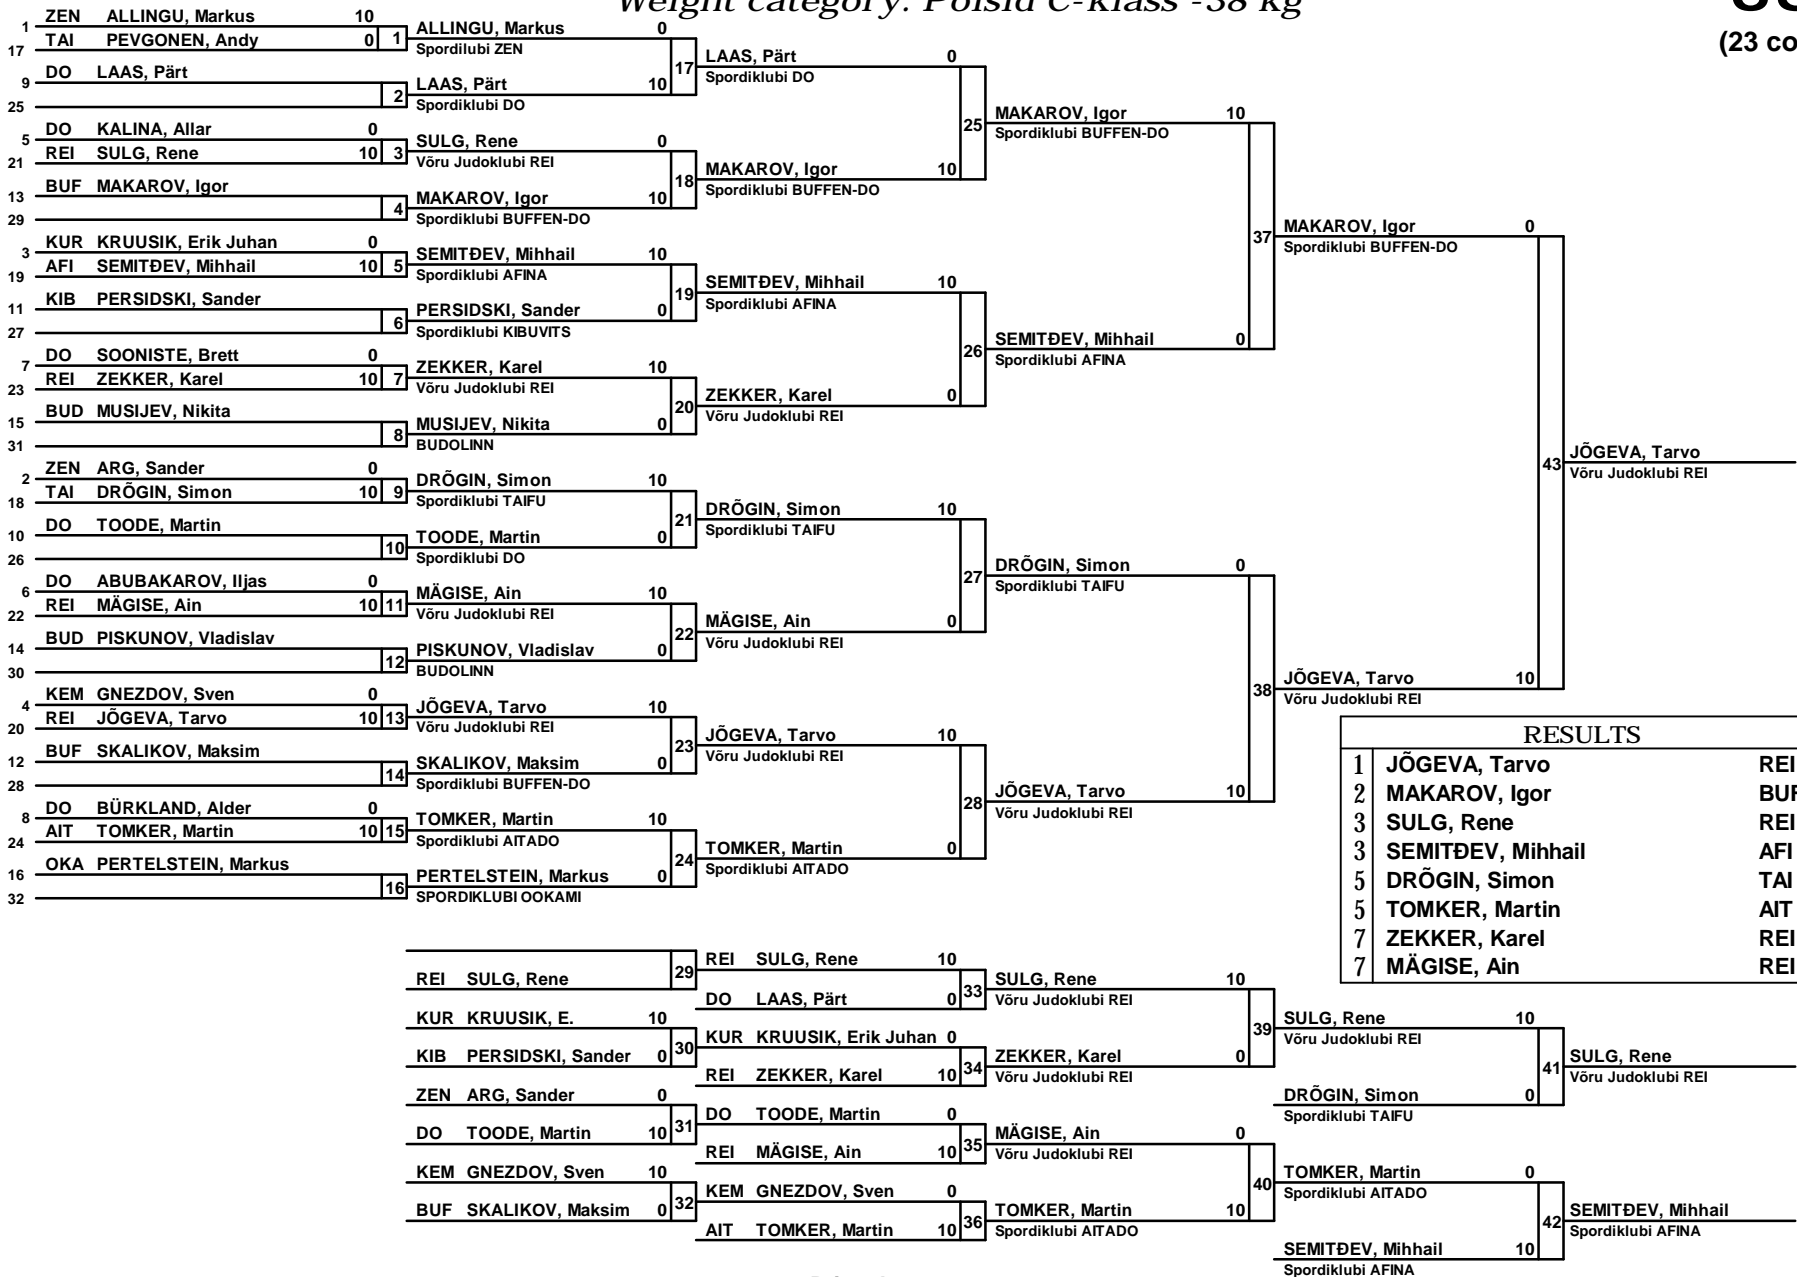 Weight category: Poisid C-klass -38 kg
(23 co
1 ZEN ALLINGU, Markus 10
17 TAI PEVGONEN, Andy 0 1
9 DO LAAS, Pärt
25 2
5 DO KALINA, Allar 0
21 REI SULG, Rene 10 3
13 BUF MAKAROV, Igor
29 4
3 KUR KRUUSIK, Erik Juhan 0
19 AFI SEMITĐEV, Mihhail 10 5
11 KIB PERSIDSKI, Sander
27 6
7 DO SOONISTE, Brett 0
23 REI ZEKKER, Karel 10 7
15 BUD MUSIJEV, Nikita
31 8
2 ZEN ARG, Sander 0
18 TAI DRÕGIN, Simon 10 9
10 DO TOODE, Martin
26 10
6 DO ABUBAKAROV, Iljas 0
22 REI MÄGISE, Ain 10 11
14 BUD PISKUNOV, Vladislav
30 12
4 KEM GNEZDOV, Sven 0
20 REI JÕGEVA, Tarvo 10 13
12 BUF SKALIKOV, Maksim
28 14
8 DO BÜRKLAND, Alder 0
24 AIT TOMKER, Martin 10 15
16 OKA PERTELSTEIN, Markus
32 16
ALLINGU, Markus 0
Spordilubi ZEN
17
LAAS, Pärt 10
Spordiklubi DO
SULG, Rene 0
Võru Judoklubi REI
18
MAKAROV, Igor 10
Spordiklubi BUFFEN-DO
SEMITĐEV, Mihhail 10
Spordiklubi AFINA
19
PERSIDSKI, Sander 0
Spordiklubi KIBUVITS
ZEKKER, Karel 10
Võru Judoklubi REI
20
MUSIJEV, Nikita 0
BUDOLINN
DRÕGIN, Simon 10
Spordiklubi TAIFU
21
TOODE, Martin 0
Spordiklubi DO
MÄGISE, Ain 10
Võru Judoklubi REI
22
PISKUNOV, Vladislav 0
BUDOLINN
JÕGEVA, Tarvo 10
Võru Judoklubi REI
23
SKALIKOV, Maksim 0
Spordiklubi BUFFEN-DO
TOMKER, Martin 10
Spordiklubi AITADO
24
PERTELSTEIN, Markus 0
SPORDIKLUBI OOKAMI
LAAS, Pärt 0
Spordiklubi DO
25
MAKAROV, Igor 10
Spordiklubi BUFFEN-DO
SEMITĐEV, Mihhail 10
Spordiklubi AFINA
26
ZEKKER, Karel 0
Võru Judoklubi REI
DRÕGIN, Simon 10
Spordiklubi TAIFU
27
MÄGISE, Ain 0
Võru Judoklubi REI
JÕGEVA, Tarvo 10
Võru Judoklubi REI
28
TOMKER, Martin 0
Spordiklubi AITADO
MAKAROV, Igor 10
Spordiklubi BUFFEN-DO
37
SEMITĐEV, Mihhail 0
Spordiklubi AFINA
DRÕGIN, Simon 0
Spordiklubi TAIFU
38
JÕGEVA, Tarvo 10
Võru Judoklubi REI
MAKAROV, Igor 0
Spordiklubi BUFFEN-DO
43
JÕGEVA, Tarvo 10
Võru Judoklubi REI
JÕGEVA, Tarvo
Võru Judoklubi REI
RESULTS
1 JÕGEVA, Tarvo REI
2 MAKAROV, Igor BUF
3 SULG, Rene REI
3 SEMITĐEV, Mihhail AFI
5 DRÕGIN, Simon TAI
5 TOMKER, Martin AIT
7 ZEKKER, Karel REI
7 MÄGISE, Ain REI
REI SULG, Rene 29
KUR KRUUSIK, E. 10
KIB PERSIDSKI, Sander 0 30
ZEN ARG, Sander 0
DO TOODE, Martin 10 31
KEM GNEZDOV, Sven 10
BUF SKALIKOV, Maksim 0 32
REI SULG, Rene 10
DO LAAS, Pärt 0 33
KUR KRUUSIK, Erik Juhan 0
REI ZEKKER, Karel 10 34
DO TOODE, Martin 0
REI MÄGISE, Ain 10 35
KEM GNEZDOV, Sven 0
AIT TOMKER, Martin 10 36
SULG, Rene 10
Võru Judoklubi REI
39
ZEKKER, Karel 0
Võru Judoklubi REI
MÄGISE, Ain 0
Võru Judoklubi REI
40
TOMKER, Martin 10
Spordiklubi AITADO
SULG, Rene 10
Võru Judoklubi REI
41
DRÕGIN, Simon 0
Spordiklubi TAIFU
TOMKER, Martin 0
Spordiklubi AITADO
42
SEMITĐEV, Mihhail 10
Spordiklubi AFINA
SULG, Rene
Võru Judoklubi REI
SEMITĐEV, Mihhail
Spordiklubi AFINA